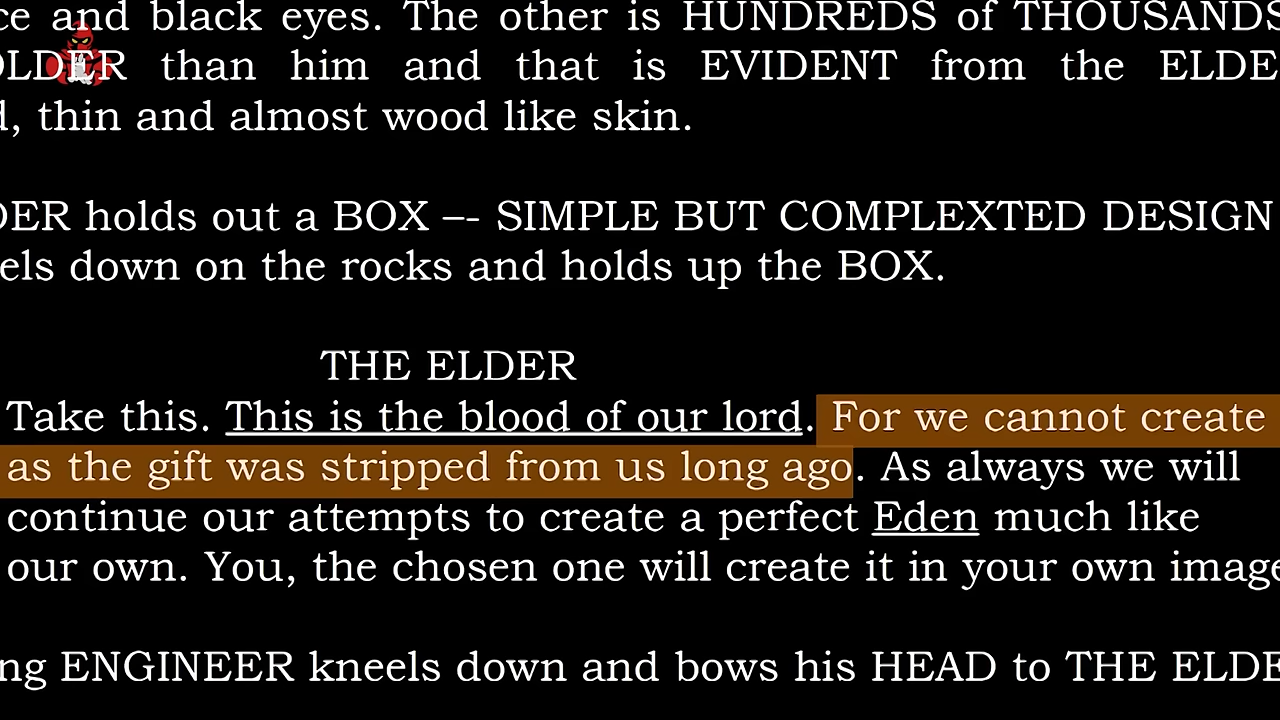 ce and black eyes. The other is HUNDREDS of THOUSANDS
OLDER than him and that is EVIDENT from the ELDE
d, thin and almost wood like skin.
DER holds out a BOX –- SIMPLE BUT COMPLEXTED DESIGN
els down on the rocks and holds up the BOX.
THE ELDER
Take this. This is the blood of our lord. For we cannot create
as the gift was stripped from us long ago. As always we will
continue our attempts to create a perfect Eden much like
our own. You, the chosen one will create it in your own image
ng ENGINEER kneels down and bows his HEAD to THE ELDE